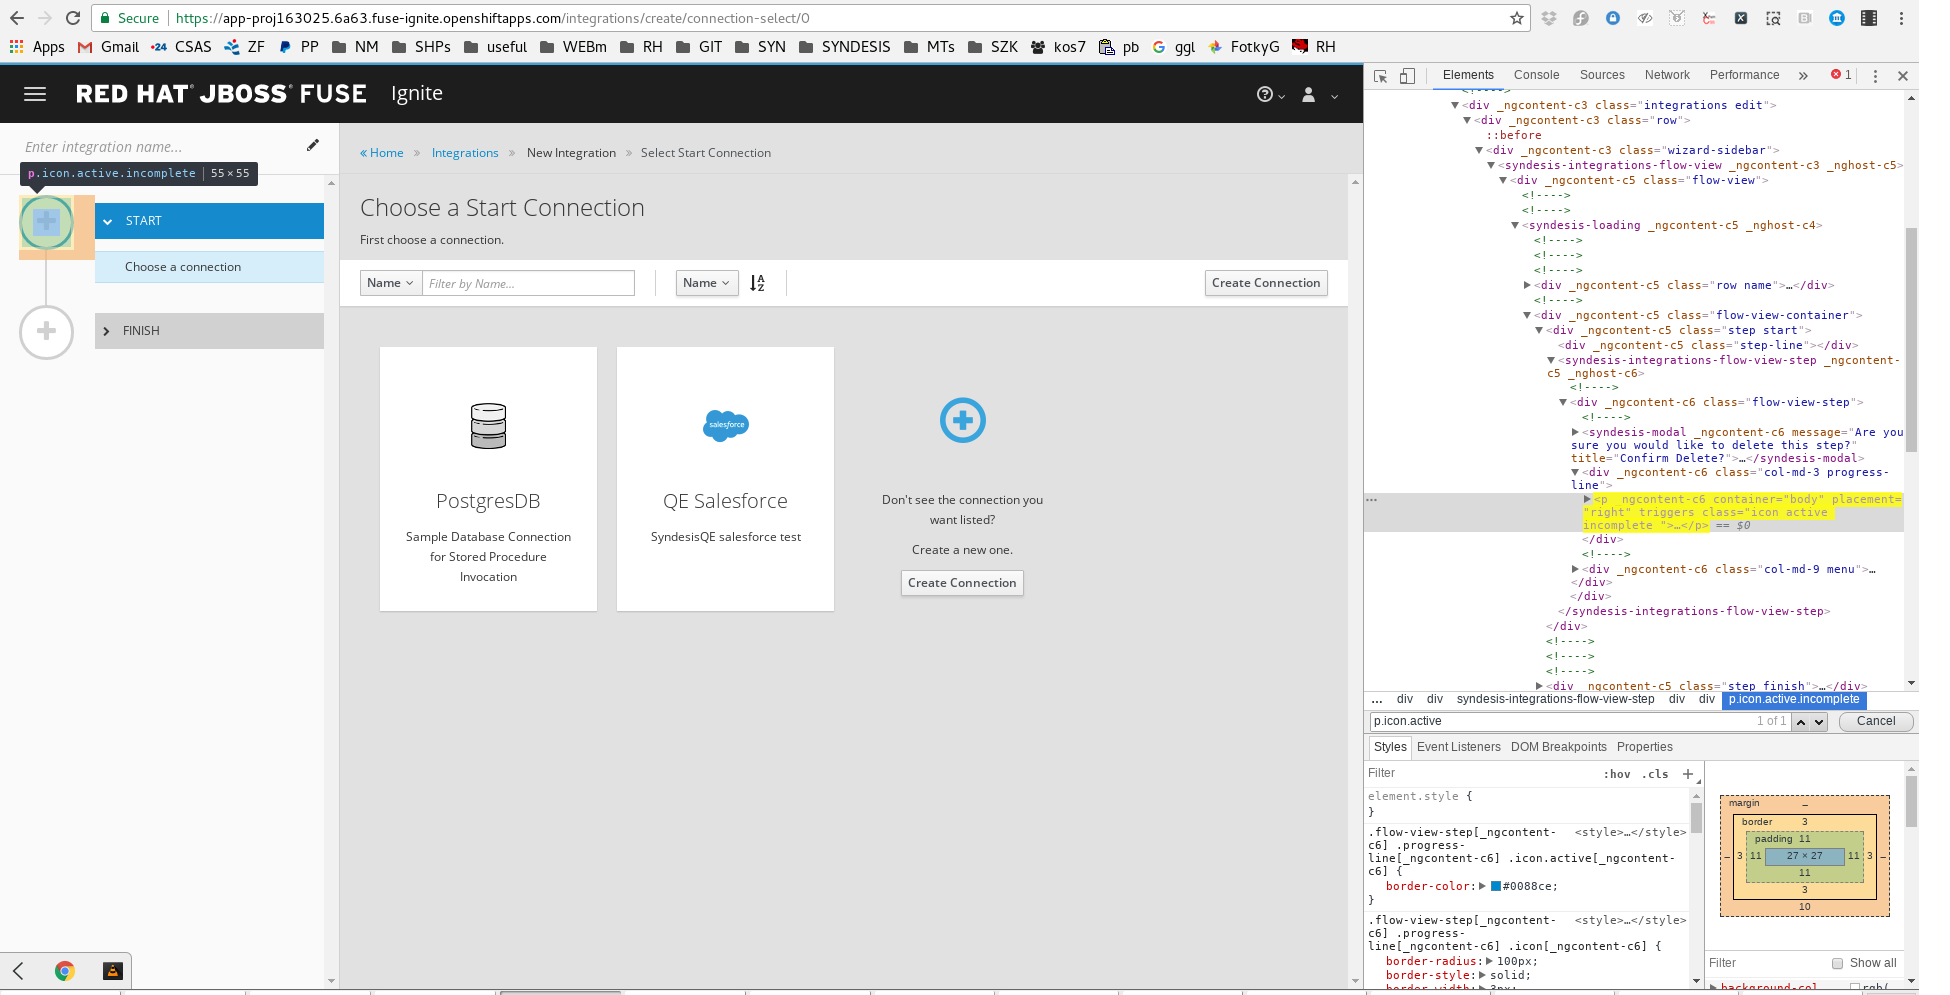 Secure
https://app-proj163025.6a63.fuse-ignite.openshiftapps.com/integrations/create/connection-select/0
Apps Gmail CSAS ZF PP NM SHPs useful WEBm RH GIT SYN SYNDESIS MTs SZK kos7 pb ggl FotkyG RH
RED HAT JBOSS FUSE Ignite
Enter integration name...
p.icon.active.incomplete 55 × 55
START
Choose a connection
FINISH
« Home » Integrations » New Integration » Select Start Connection
Choose a Start Connection
First choose a connection.
Name Filter by Name... Name Create Connection
PostgresDB
Sample Database Connection
for Stored Procedure
Invocation
salesforce
QE Salesforce
SyndesisQE salesforce test
Don't see the connection you
want listed?
Create a new one.
Create Connection
Elements Console Sources Network Performance » 1
<!---->
<div _ngcontent-c3 class="integrations edit">
<div _ngcontent-c3 class="row">
::before
<div _ngcontent-c3 class="wizard-sidebar">
<syndesis-integrations-flow-view _ngcontent-c3 _nghost-c5>
<div _ngcontent-c5 class="flow-view">
<!---->
<!---->
<syndesis-loading _ngcontent-c5 _nghost-c4>
<!---->
<!---->
<!---->
<div _ngcontent-c5 class="row name">…</div>
<!---->
<div _ngcontent-c5 class="flow-view-container">
<div _ngcontent-c5 class="step start">
<div _ngcontent-c5 class="step-line"></div>
<syndesis-integrations-flow-view-step _ngcontent-
c5 _nghost-c6>
<!---->
<div _ngcontent-c6 class="flow-view-step">
<!---->
<syndesis-modal _ngcontent-c6 message="Are you
sure you would like to delete this step?"
title="Confirm Delete?">…</syndesis-modal>
<div _ngcontent-c6 class="col-md-3 progress-
line">
<p _ngcontent-c6 container="body" placement=
"right" triggers class="icon active
incomplete ">…</p> == $0
</div>
<!---->
<div _ngcontent-c6 class="col-md-9 menu">…
</div>
</div>
</syndesis-integrations-flow-view-step>
</div>
<!---->
<!---->
<!---->
<div _ngcontent-c5 class="step finish">…</div>
... div div syndesis-integrations-flow-view-step div div p.icon.active.incomplete
p.icon.active 1 of 1 Cancel
Styles Event Listeners DOM Breakpoints Properties
Filter :hov .cls +
element.style {
}
.flow-view-step[_ngcontent- <style>…</style>
c6] .progress-
line[_ngcontent-c6] .icon.active[_ngcontent-
c6] {
border-color: #0088ce;
}
.flow-view-step[_ngcontent- <style>…</style>
c6] .progress-
line[_ngcontent-c6] .icon[_ngcontent-c6] {
border-radius: 100px;
border-style: solid;
border-width: 3px;
margin –
border 3
padding 11
– 3 11 27 × 27 11 3 –
11
3
10
Filter Show all
background-col… rgb(